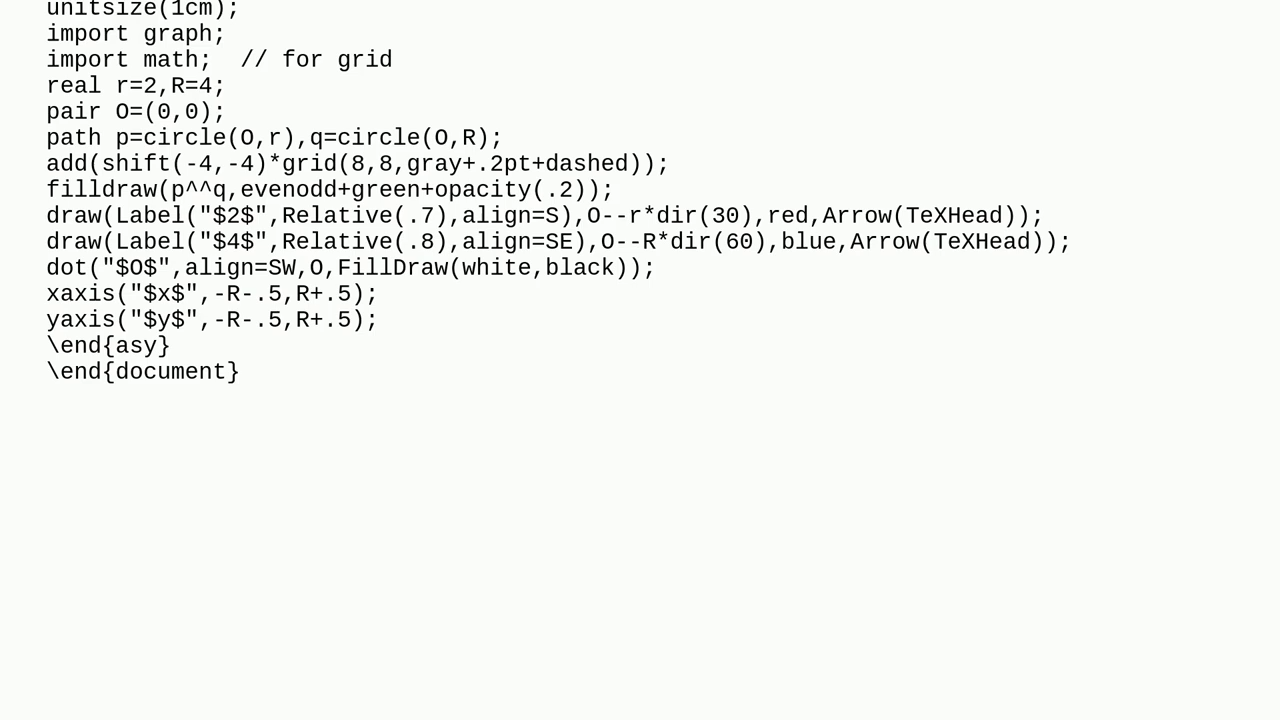 unitsize(1cm);
import graph;
import math;  // for grid
real r=2,R=4;
pair O=(0,0);
path p=circle(O,r),q=circle(O,R);
add(shift(-4,-4)*grid(8,8,gray+.2pt+dashed));
filldraw(p^^q,evenodd+green+opacity(.2));
draw(Label("$2$",Relative(.7),align=S),O--r*dir(30),red,Arrow(TeXHead));
draw(Label("$4$",Relative(.8),align=SE),O--R*dir(60),blue,Arrow(TeXHead));
dot("$O$",align=SW,O,FillDraw(white,black));
xaxis("$x$",-R-.5,R+.5);
yaxis("$y$",-R-.5,R+.5);
\end{asy}
\end{document}